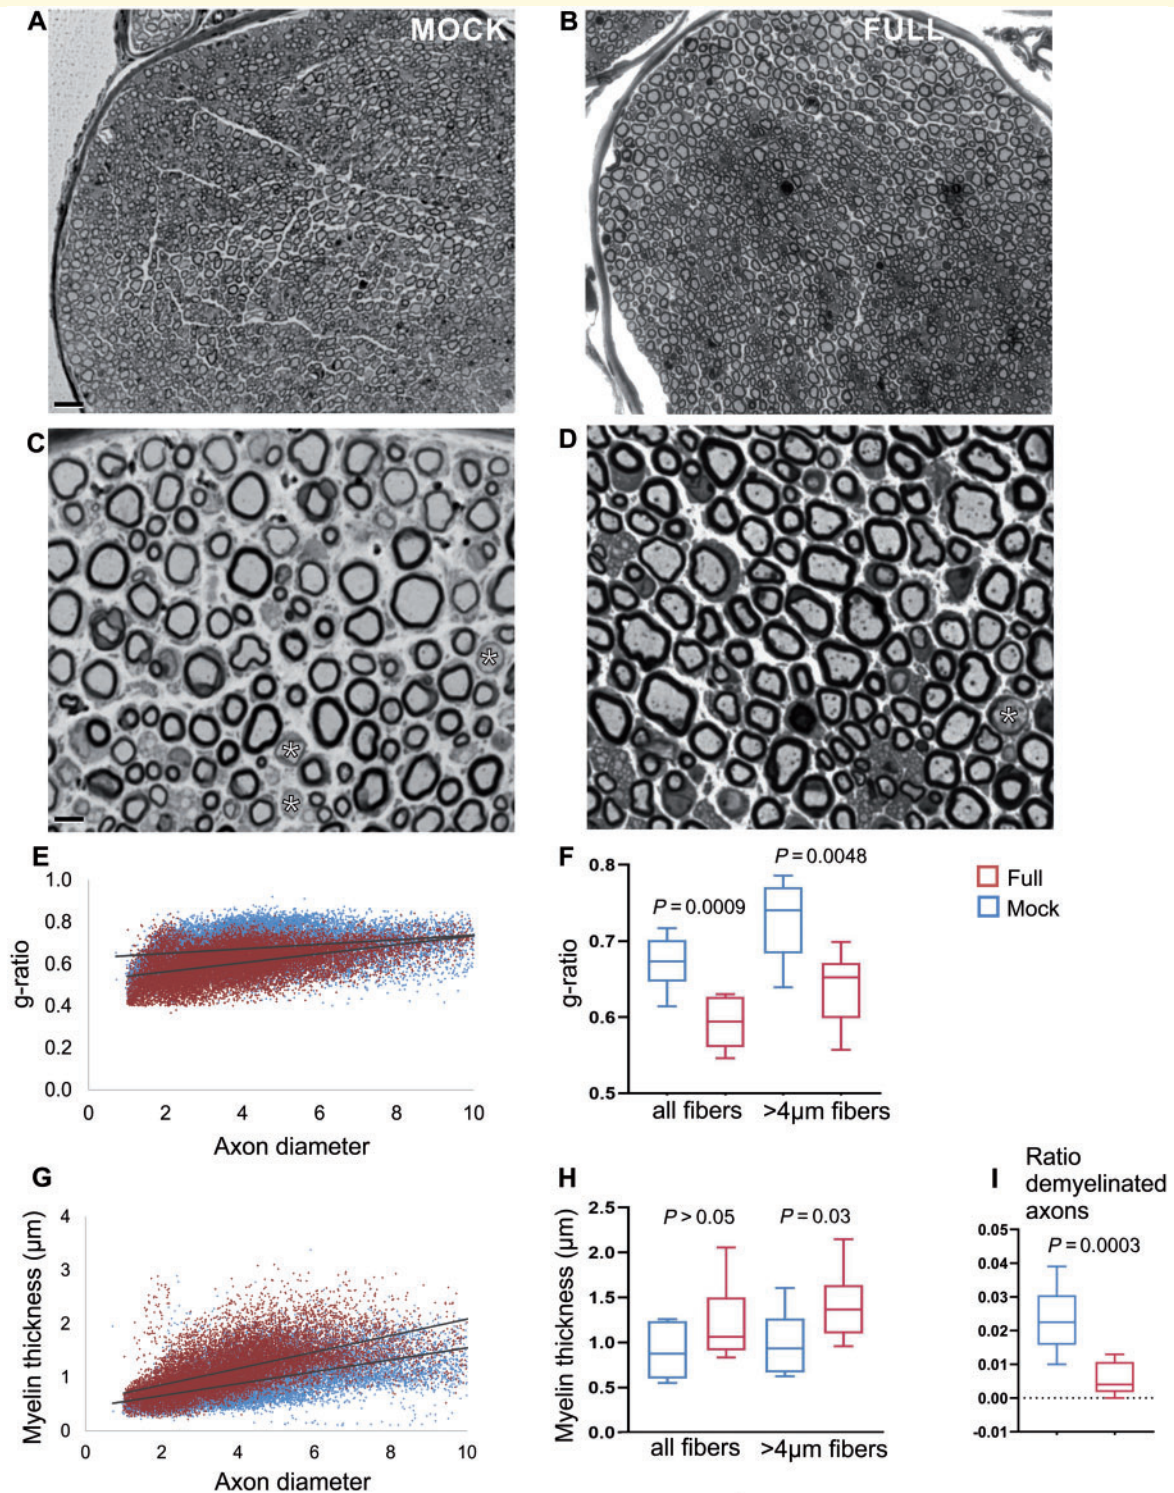 A
MOCK
B
FULL
C
*
*
*
D
*
E
1.0
0.8
0.6
0.4
0.2
0.0
g-ratio
0
2
4
6
8
10
Axon diameter
F
P = 0.0009
P = 0.0048
0.8
0.7
0.6
0.5
g-ratio
all fibers
>4µm fibers
Full
Mock
G
4
3
2
1
0
Myelin thickness (µm)
0
2
4
6
8
10
Axon diameter
H
P > 0.05
P = 0.03
2.5
2.0
1.5
1.0
0.5
0.0
Myelin thickness (µm)
all fibers
>4µm fibers
I
Ratio
demyelinated
axons
P = 0.0003
0.05
0.04
0.03
0.02
0.010
0.00
-0.01